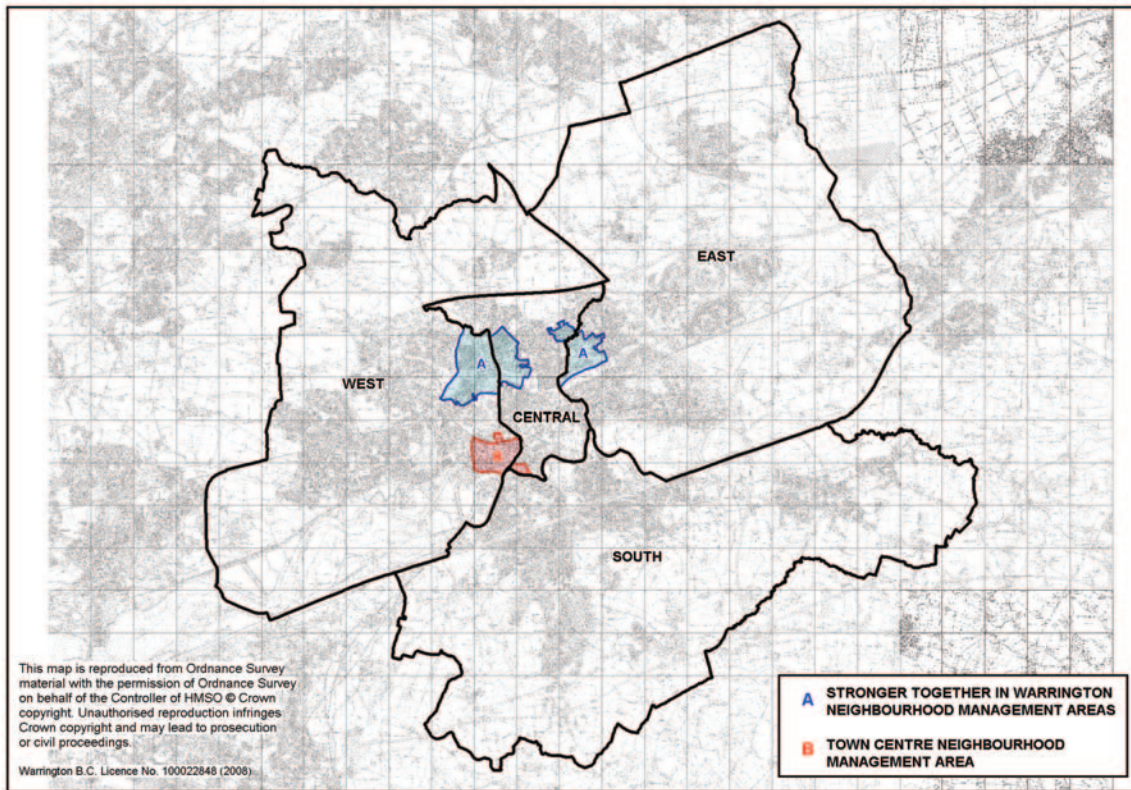 EAST
A
A
WEST
CENTRAL
B
SOUTH
This map is reproduced from Ordnance Survey
material with the permission of Ordnance Survey
on behalf of the Controller of HMSO © Crown
copyright. Unauthorised reproduction infringes
Crown copyright and may lead to prosecution
or civil proceedings.
Warrington B.C. Licence No. 100022848 (2008).
A STRONGER TOGETHER IN WARRINGTON
NEIGHBOURHOOD MANAGEMENT AREAS
B TOWN CENTRE NEIGHBOURHOOD
MANAGEMENT AREA